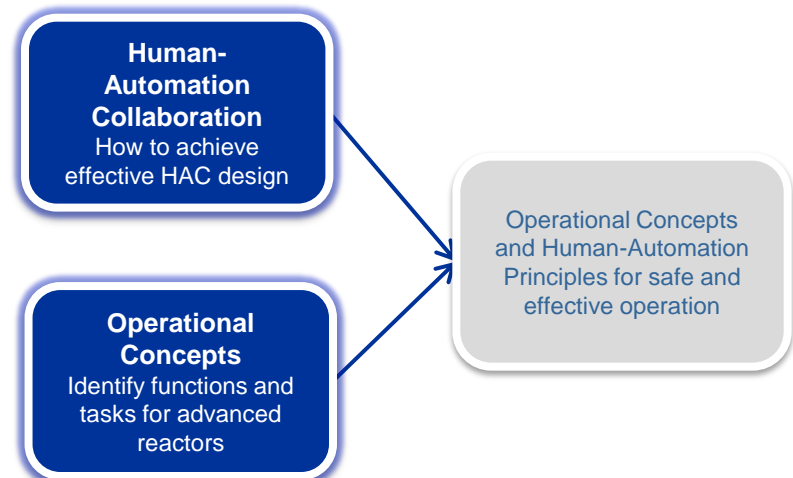 Human-
Automation
Collaboration
How to achieve
effective HAC design
Operational Concepts
and Human-Automation
Principles for safe and
effective operation
Operational
Concepts
Identify functions and
tasks for advanced
reactors